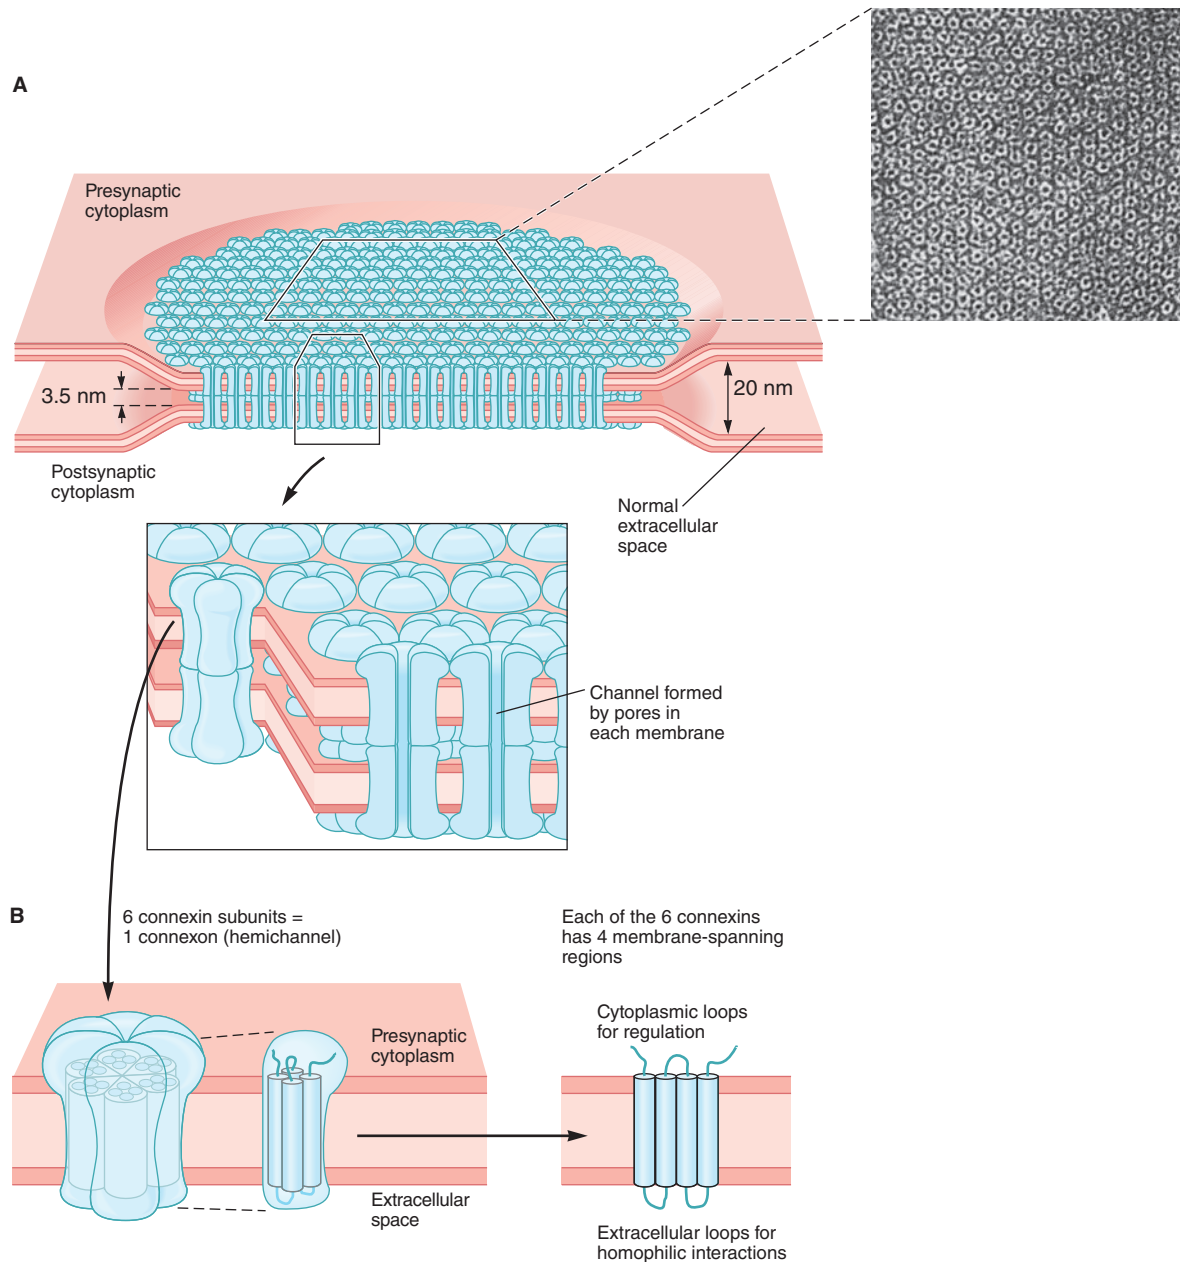 A
Presynaptic
cytoplasm
3.5 nm
20 nm
Postsynaptic
cytoplasm
Normal
extracellular
space
Channel formed
by pores in
each membrane
B
6 connexin subunits =
1 connexon (hemichannel)
Each of the 6 connexins
has 4 membrane-spanning
regions
Presynaptic
cytoplasm
Cytoplasmic loops
for regulation
Extracellular
space
Extracellular loops for
homophilic interactions